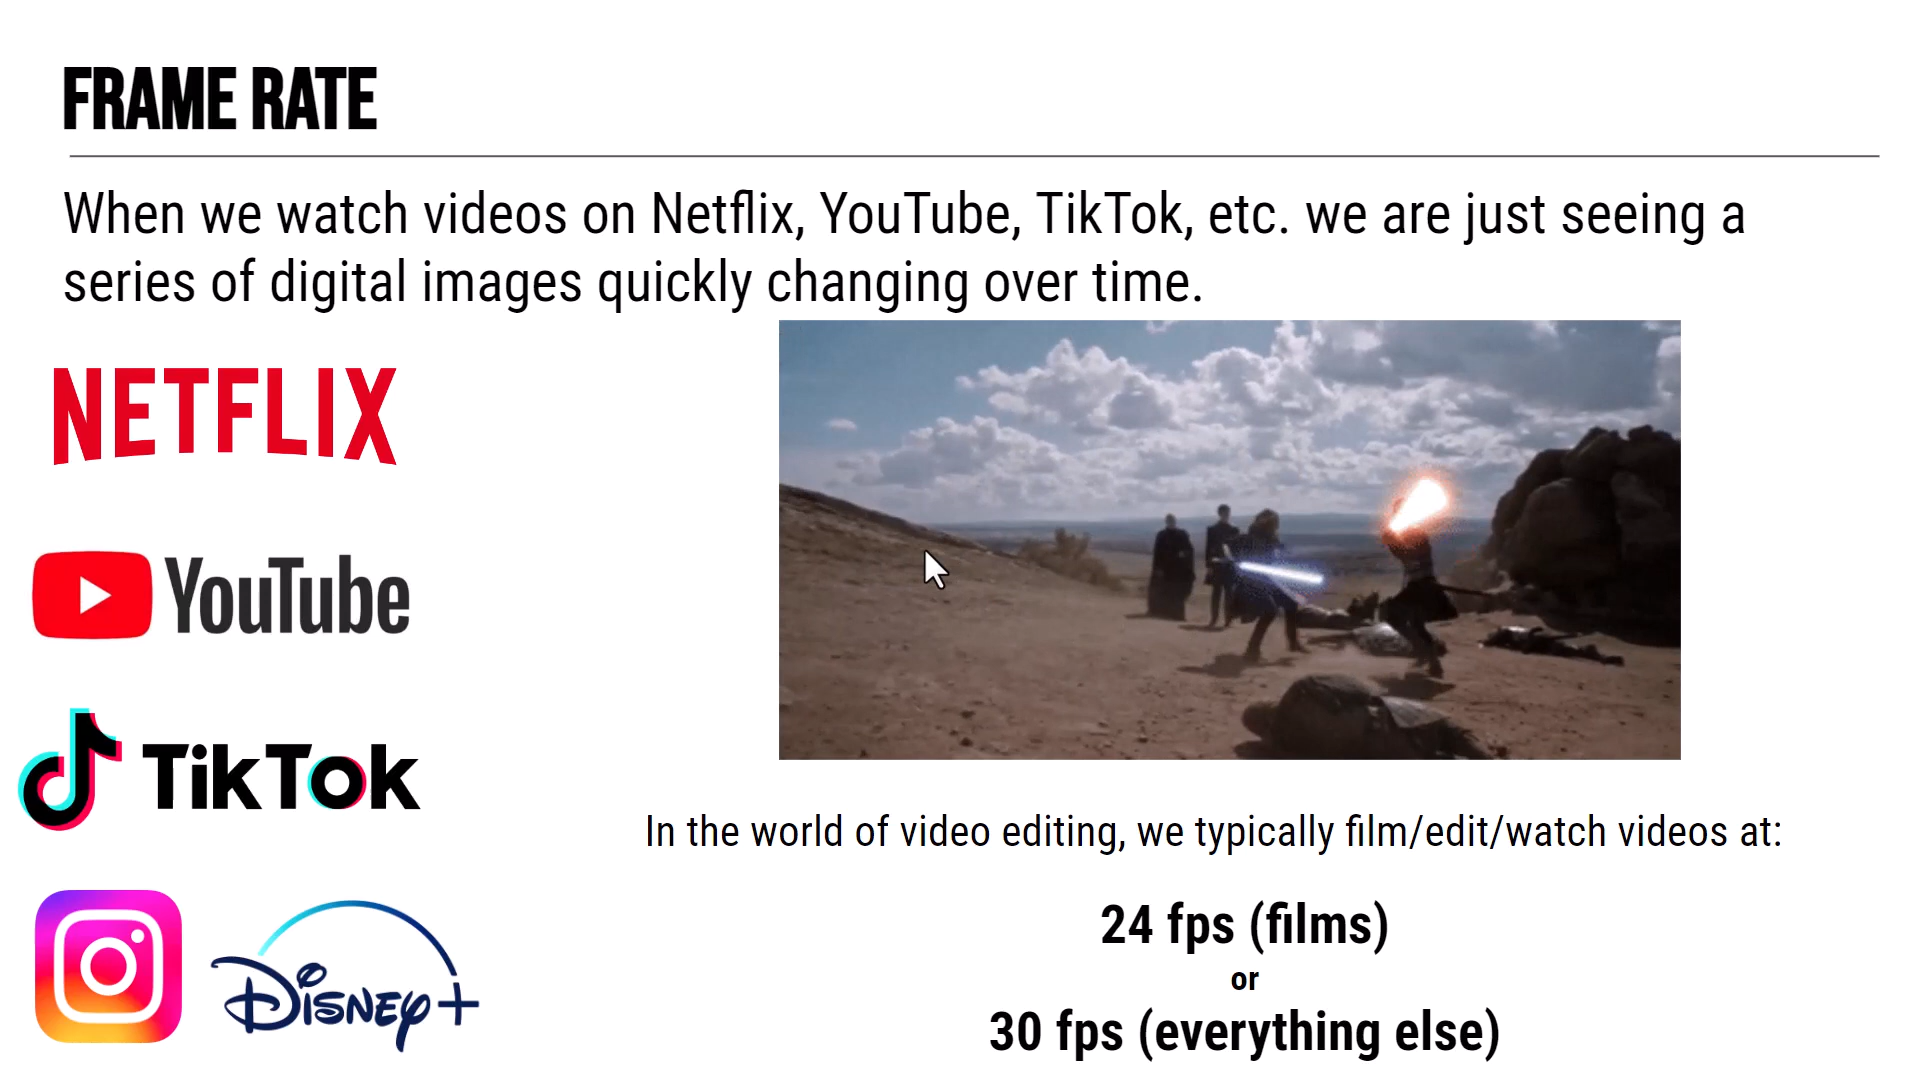 FRAME RATE
When we watch videos on Netflix, YouTube, TikTok, etc. we are just seeing a
series of digital images quickly changing over time.
NETFLIX
YouTube
TikTok
Disney+
In the world of video editing, we typically film/edit/watch videos at:
24 fps (films)
or
30 fps (everything else)